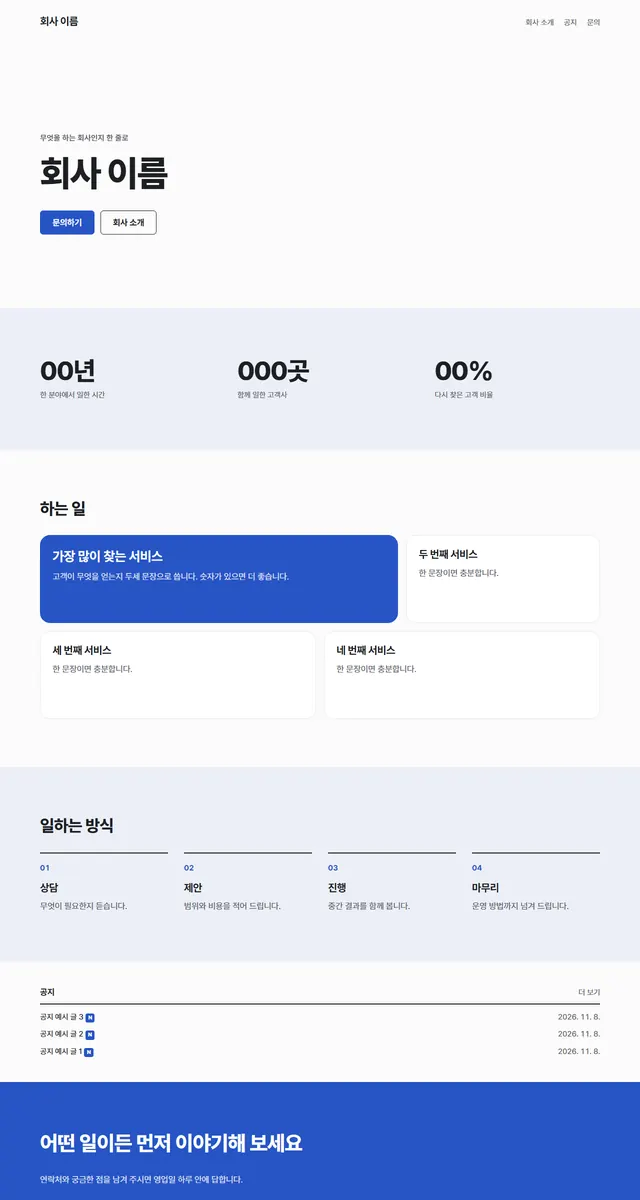 회사 이름
회사 소개 공지 문의
무엇을 하는 회사인지 한 줄로
회사 이름
문의하기 회사 소개
00년 000곳 00%
한 분야에서 일한 시간 함께 일한 고객사 다시 찾은 고객 비율
하는 일
가장 많이 찾는 서비스
고객이 무엇을 얻는지 두세 문장으로 씁니다. 숫자가 있으면 더 좋습니다.
두 번째 서비스
한 문장이면 충분합니다.
세 번째 서비스
한 문장이면 충분합니다.
네 번째 서비스
한 문장이면 충분합니다.
일하는 방식
01 02 03 04
상담 제안 진행 마무리
무엇이 필요한지 듣습니다. 범위와 비용을 적어 드립니다. 중간 결과를 함께 봅니다. 운영 방법까지 넘겨 드립니다.
공지 더 보기
공지 예시 글 3 N 2026. 11. 8.
공지 예시 글 2 N 2026. 11. 8.
공지 예시 글 1 N 2026. 11. 8.
어떤 일이든 먼저 이야기해 보세요
연락처와 궁금한 점을 남겨 주시면 영업일 하루 안에 답합니다.